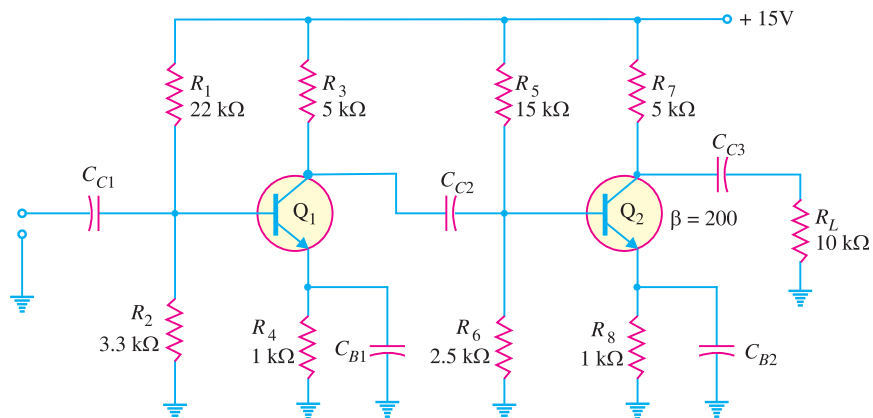 + 15V
R1
22 kΩ
R3
5 kΩ
R5
15 kΩ
R7
5 kΩ
CC1
CC2
CC3
Q1
Q2
β = 200
RL
10 kΩ
R2
3.3 kΩ
R4
1 kΩ
CB1
R6
2.5 kΩ
R8
1 kΩ
CB2